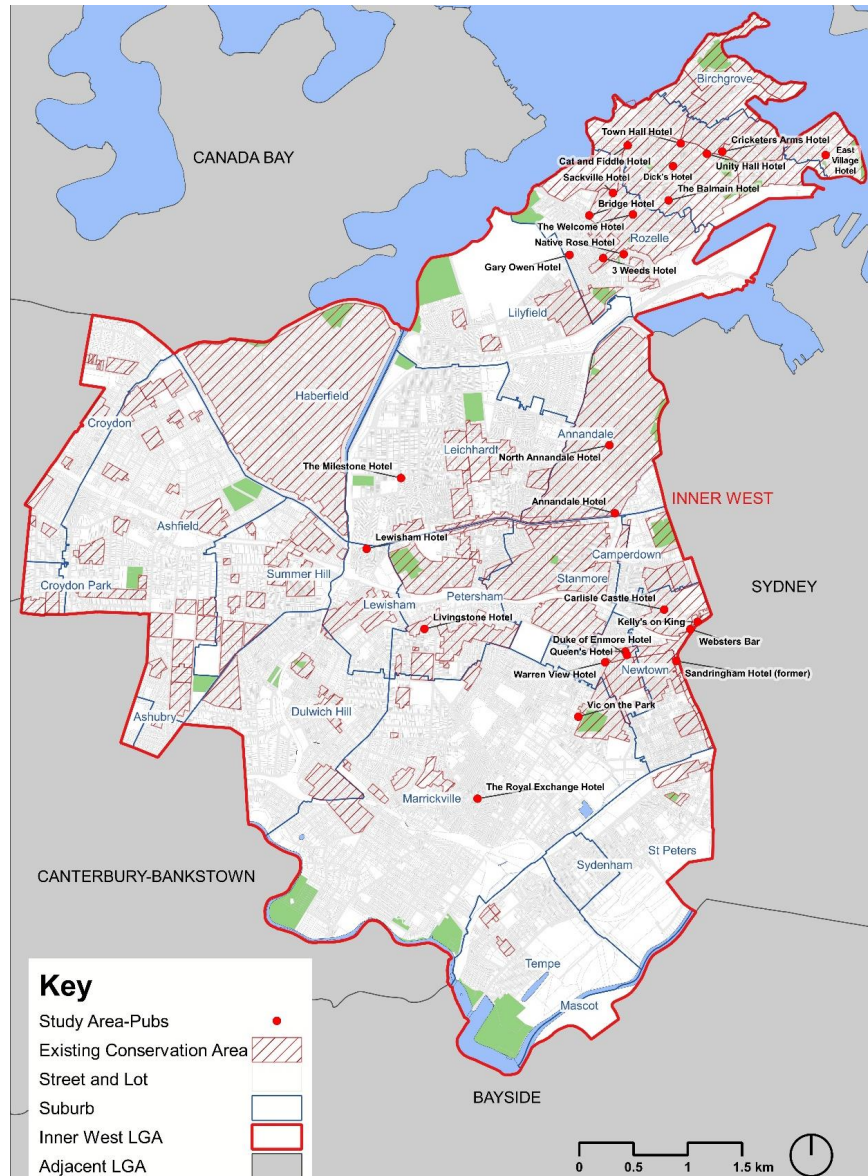 Birchgrove
CANADA BAY
Town Hall Hotel
Cricketers Arms Hotel
Cat and Fiddle Hotel
Unity Hall Hotel
East
Village
Hotel
Sackville Hotel
Dick's Hotel
The Balmain Hotel
Bridge Hotel
The Welcome Hotel
Rozelle
Native Rose Hotel
Gary Owen Hotel
3 Weeds Hotel
Lilyfield
Haberfield
Croydon
Annandale
Leichhardt
North Annandale Hotel
The Milestone Hotel
INNER WEST
Annandale Hotel
Ashfield
Lewisham Hotel
Camperdown
Summer Hill
Stanmore
Croydon Park
SYDNEY
Petersham
Lewisham
Carlisle Castle Hotel
Kelly's on King
Livingstone Hotel
Duke of Enmore Hotel
Websters Bar
Queen's Hotel
Newtown
Warren View Hotel
Sandringham Hotel (former)
Vic on the Park
Dulwich Hill
Ashbury
The Royal Exchange Hotel
Marrickville
St Peters
Sydenham
CANTERBURY-BANKSTOWN
Tempe
Mascot
BAYSIDE
Key
Study Area-Pubs
Existing Conservation Area
Street and Lot
Suburb
Inner West LGA
Adjacent LGA
0 0.5 1 1.5 km